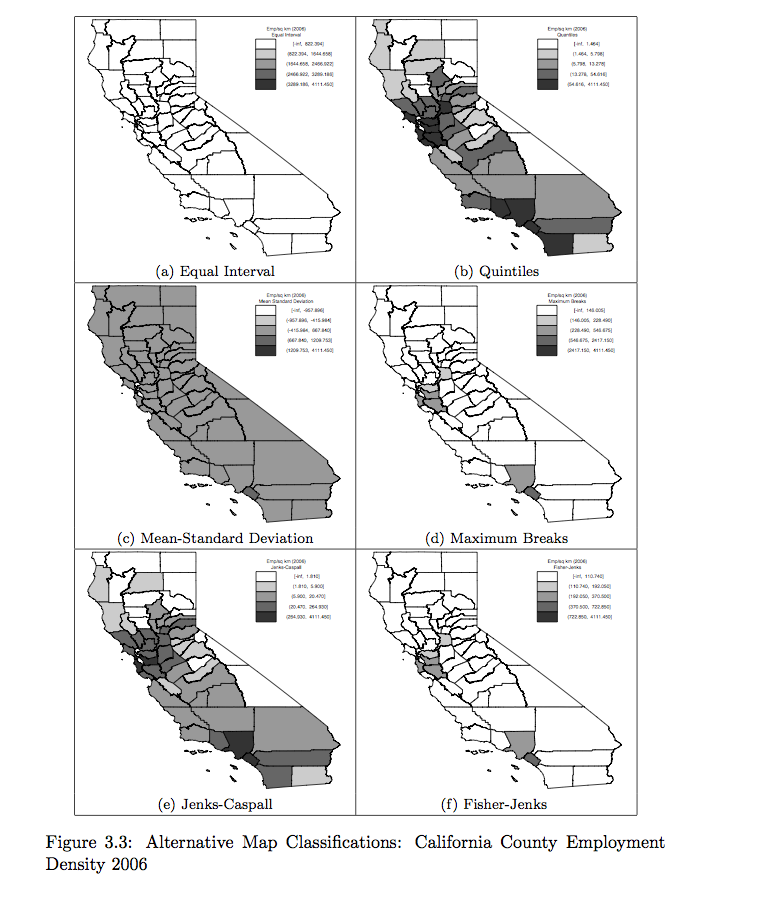 Emp/sq km (2006)
Equal Interval
[-inf, 822.394]
(822.394, 1644.658]
(1644.658, 2466.922]
(2466.922, 3289.186]
(3289.186, 4111.450]
(a) Equal Interval
Emp/sq km (2006)
Quantiles
[-inf, 1.464]
(1.464, 5.798]
(5.798, 13.278]
(13.278, 54.616]
(54.616, 4111.450]
(b) Quintiles
Emp/sq km (2006)
Mean Standard Deviation
[-inf, -957.896]
(-957.896, -415.984]
(-415.984, 667.840]
(667.840, 1209.753]
(1209.753, 4111.450]
(c) Mean-Standard Deviation
Emp/sq km (2006)
Maximum Breaks
[-inf, 146.005]
(146.005, 228.490]
(228.490, 546.675]
(546.675, 2417.150]
(2417.150, 4111.450]
(d) Maximum Breaks
Emp/sq km (2006)
Jenks-Caspall
[-inf, 1.810]
(1.810, 5.900]
(5.900, 20.470]
(20.470, 264.930]
(264.930, 4111.450]
(e) Jenks-Caspall
Emp/sq km (2006)
Fisher-Jenks
[-inf, 110.740]
(110.740, 192.050]
(192.050, 370.500]
(370.500, 722.850]
(722.850, 4111.450]
(f) Fisher-Jenks
Figure 3.3: Alternative Map Classifications: California County Employment
Density 2006